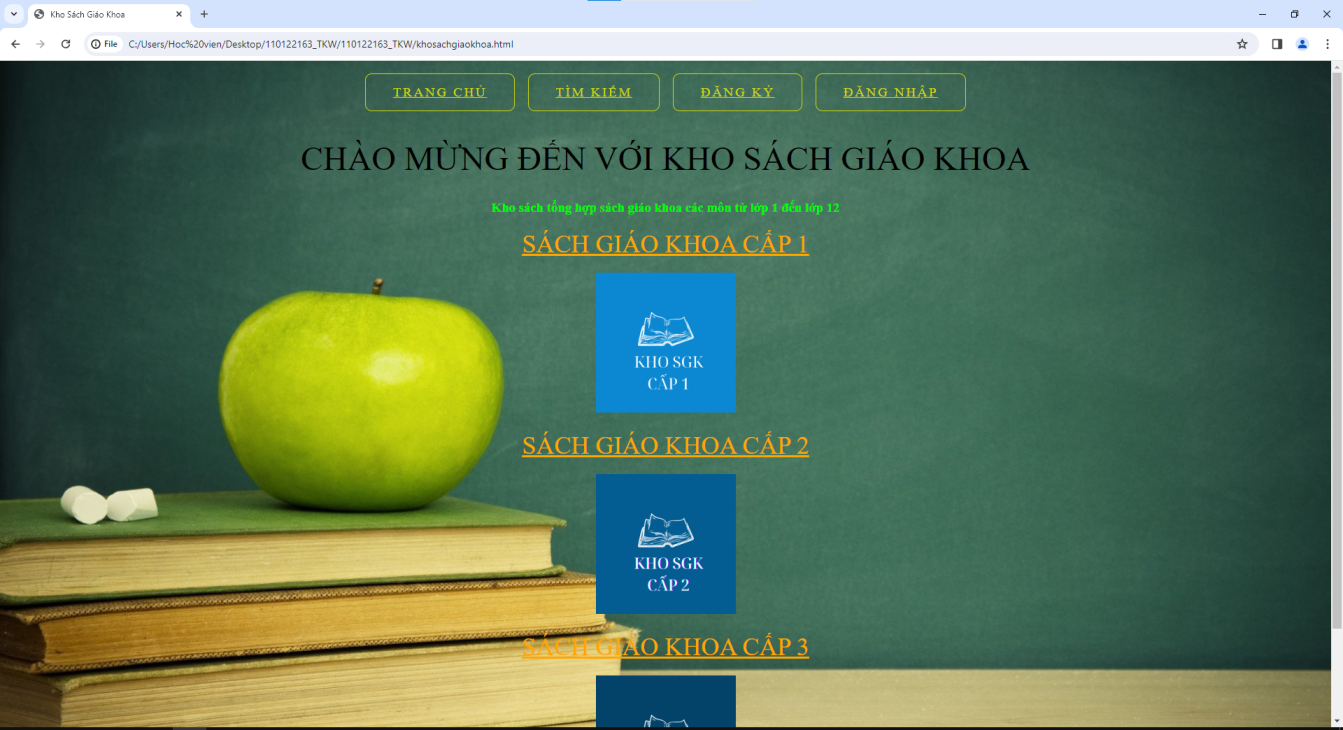 Kho Sách Giáo Khoa
File C:/Users/Hoc%20vien/Desktop/110122163_TKW/110122163_TKW/khosachgiaokhoa.html
TRANG CHỦ TÌM KIẾM ĐĂNG KÝ ĐĂNG NHẬP
CHÀO MỪNG ĐẾN VỚI KHO SÁCH GIÁO KHOA
Kho sách tổng hợp sách giáo khoa các môn từ lớp 1 đến lớp 12
SÁCH GIÁO KHOA CẤP 1
KHO SGK
CẤP 1
SÁCH GIÁO KHOA CẤP 2
KHO SGK
CẤP 2
SÁCH GIÁO KHOA CẤP 3